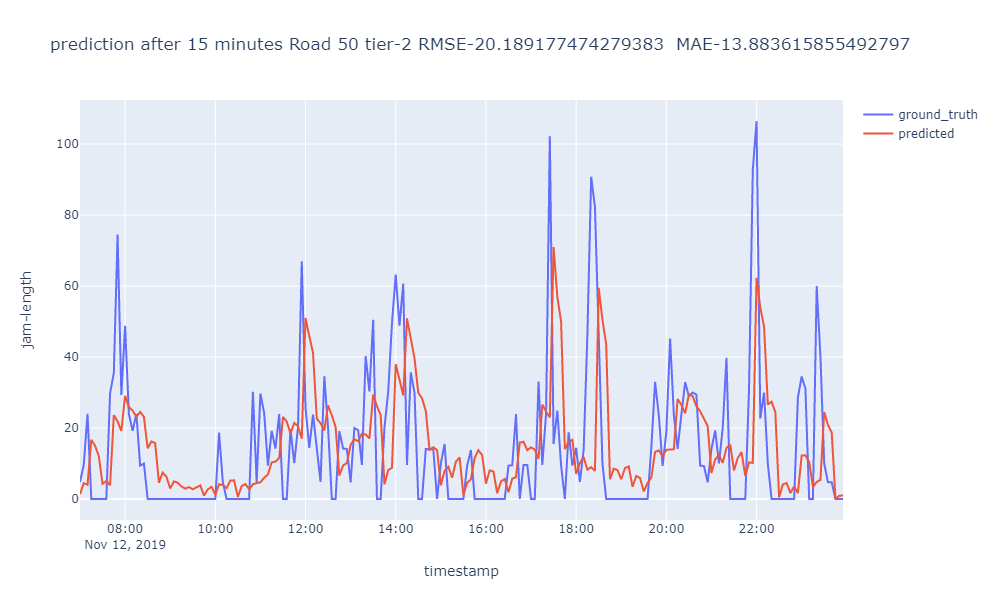 prediction after 15 minutes Road 50 tier-2 RMSE-20.189177474279383  MAE-13.883615855492797
ground_truth
predicted
100
80
60
40
20
0
jam-length
08:00 10:00 12:00 14:00 16:00 18:00 20:00 22:00
Nov 12, 2019
timestamp